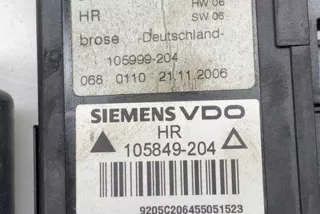 HW 06
HR SW 06
brose -Deutschland-
105999-204
068 0110 21.11.2006
SIEMENS VDO
HR
105849-204
9205C206455051523